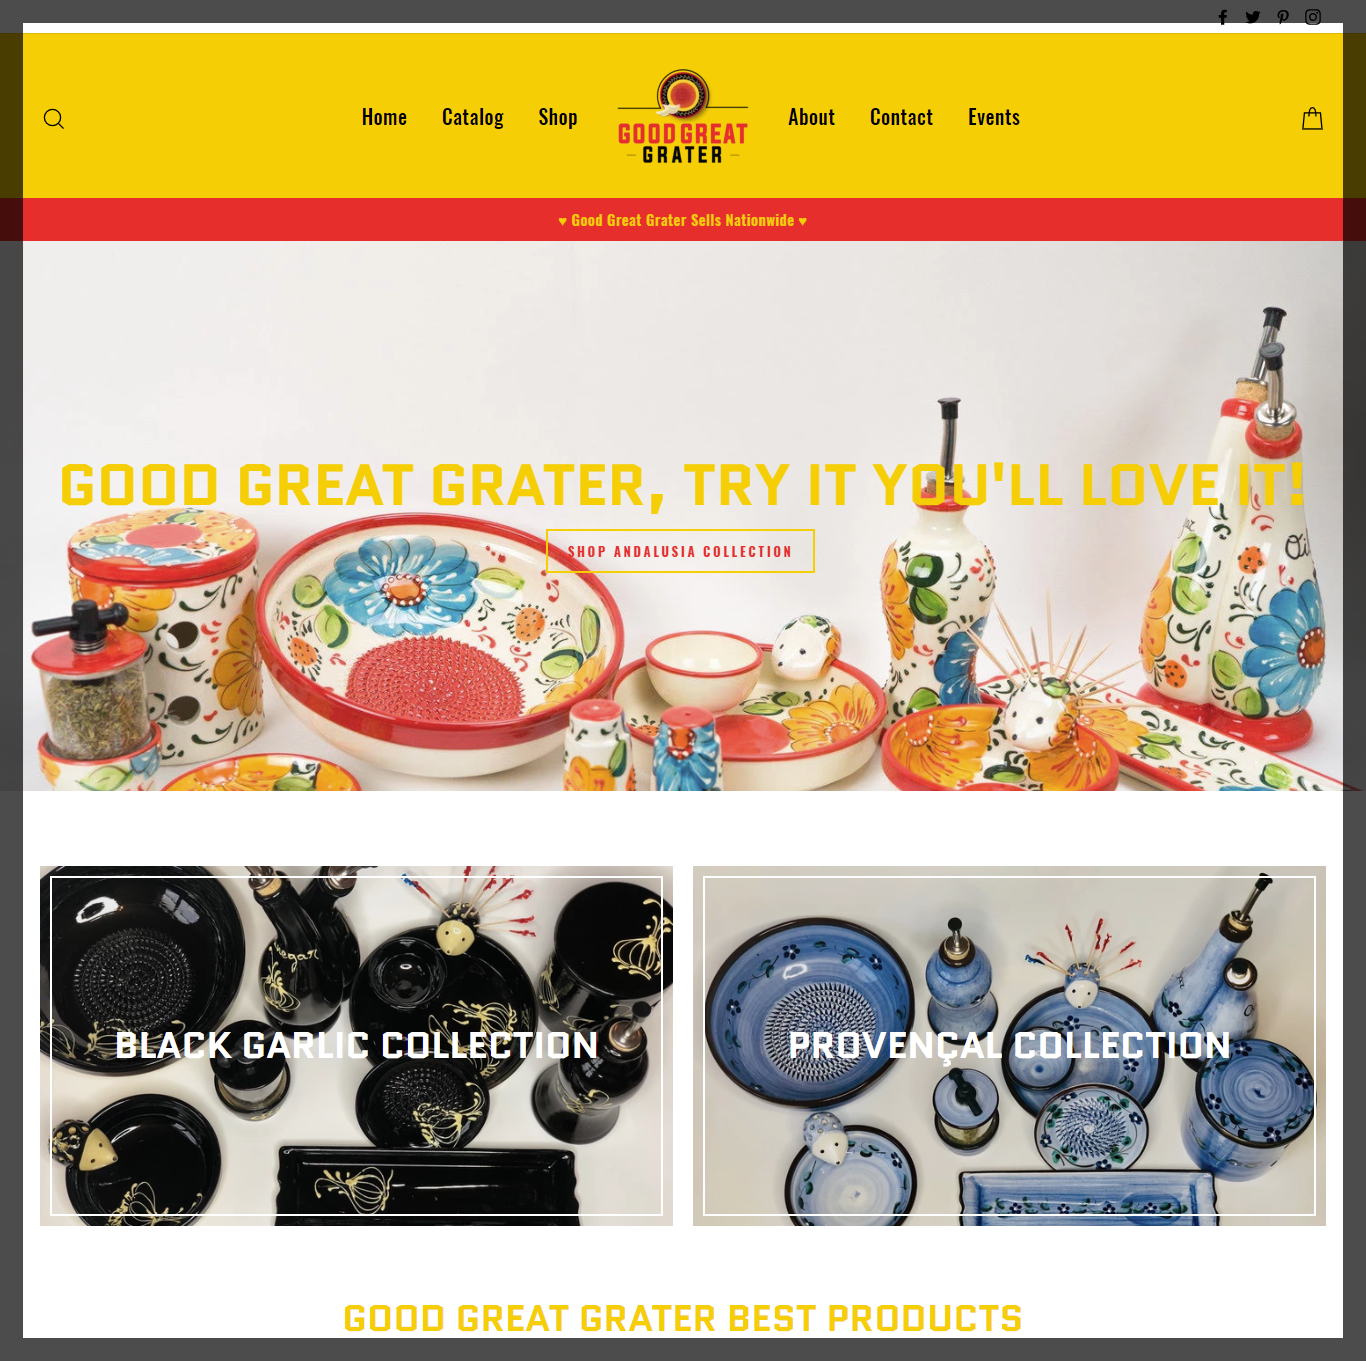 Home Catalog Shop
GOOD GREAT
GRATER
About Contact Events
♥ Good Great Grater Sells Nationwide ♥
GOOD GREAT GRATER, TRY IT YOU'LL LOVE IT!
SHOP ANDALUSIA COLLECTION
Oil
BLACK GARLIC COLLECTION
PROVENÇAL COLLECTION
GOOD GREAT GRATER BEST PRODUCTS